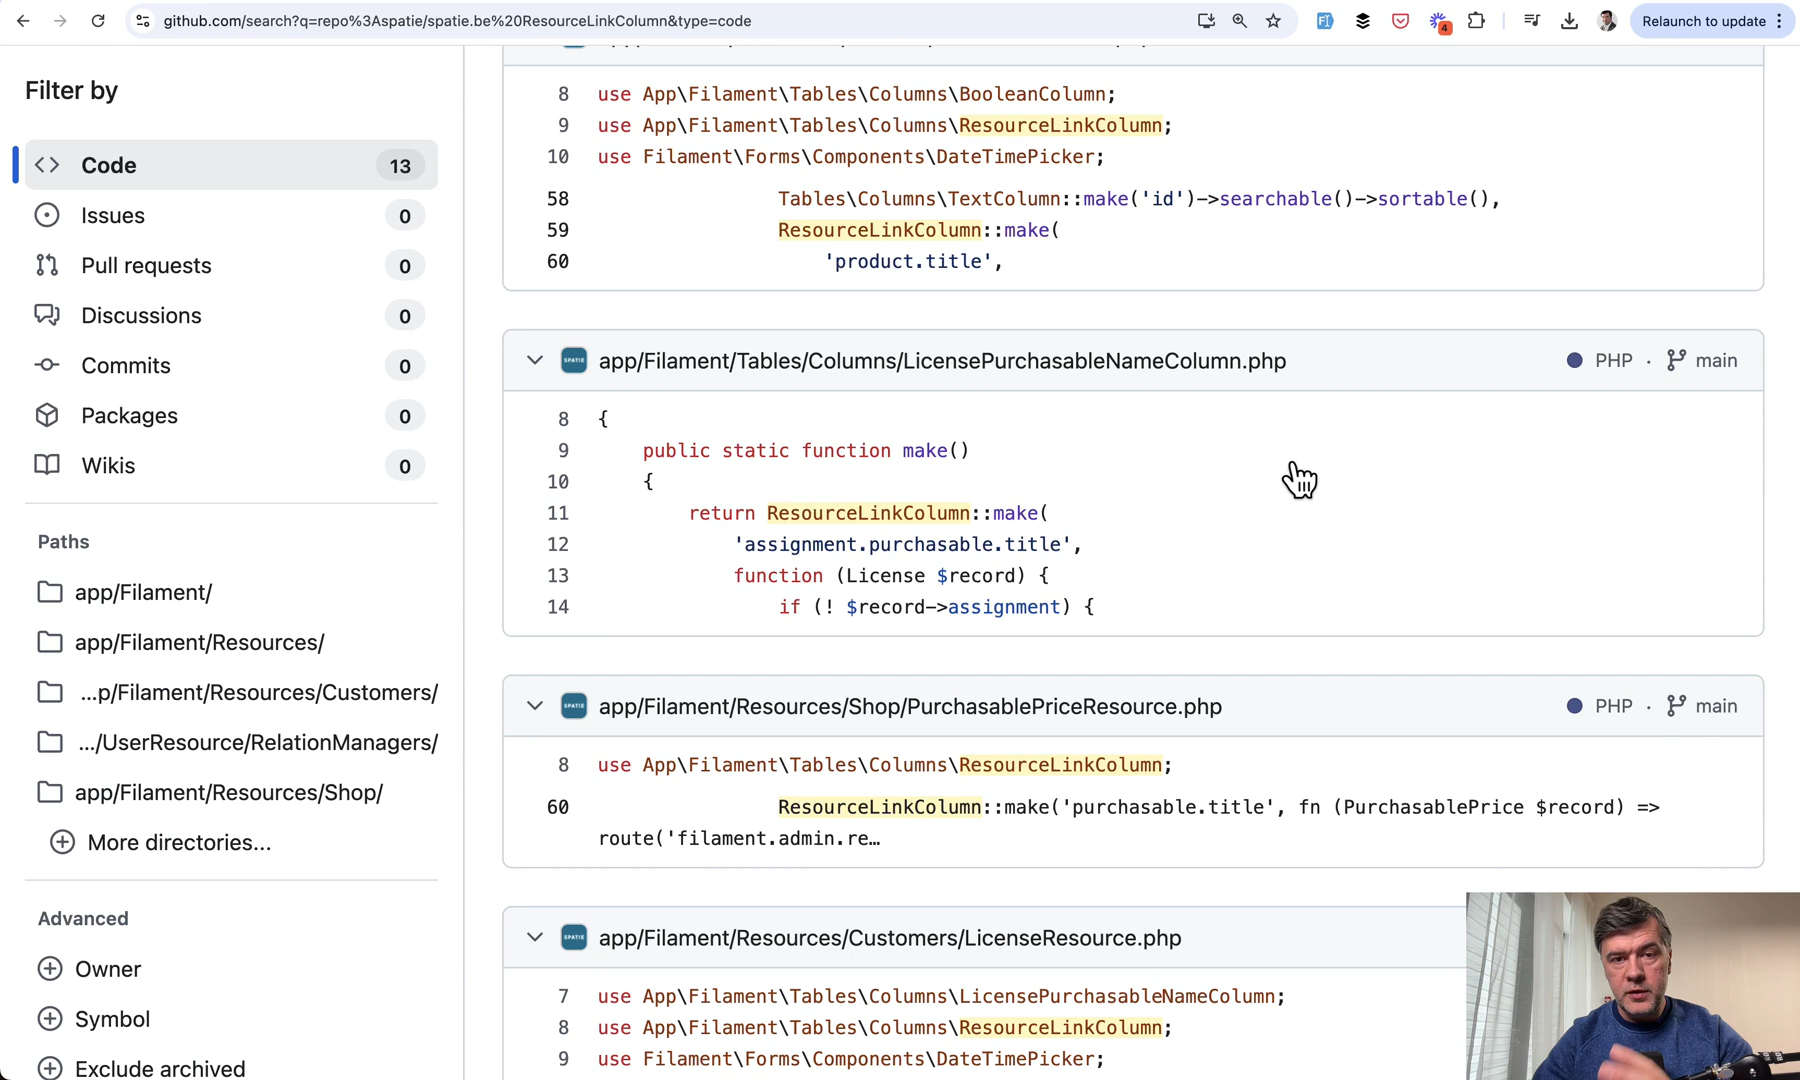 github.com/search?q=repo%3Aspatie/spatie.be%20ResourceLinkColumn&type=code
4
Relaunch to update
Filter by
Code 13
Issues 0
Pull requests 0
Discussions 0
Commits 0
Packages 0
Wikis 0
Paths
app/Filament/
app/Filament/Resources/
...p/Filament/Resources/Customers/
.../UserResource/RelationManagers/
app/Filament/Resources/Shop/
More directories...
Advanced
Owner
Symbol
Exclude archived
8 use App\Filament\Tables\Columns\BooleanColumn;
9 use App\Filament\Tables\Columns\ResourceLinkColumn;
10 use Filament\Forms\Components\DateTimePicker;
58 Tables\Columns\TextColumn::make('id')->searchable()->sortable(),
59 ResourceLinkColumn::make(
60 'product.title',
SPATIE app/Filament/Tables/Columns/LicensePurchasableNameColumn.php PHP · main
8 {
9 public static function make()
10 {
11 return ResourceLinkColumn::make(
12 'assignment.purchasable.title',
13 function (License $record) {
14 if (! $record->assignment) {
SPATIE app/Filament/Resources/Shop/PurchasablePriceResource.php PHP · main
8 use App\Filament\Tables\Columns\ResourceLinkColumn;
60 ResourceLinkColumn::make('purchasable.title', fn (PurchasablePrice $record) =>
route('filament.admin.re…
SPATIE app/Filament/Resources/Customers/LicenseResource.php
7 use App\Filament\Tables\Columns\LicensePurchasableNameColumn;
8 use App\Filament\Tables\Columns\ResourceLinkColumn;
9 use Filament\Forms\Components\DateTimePicker;